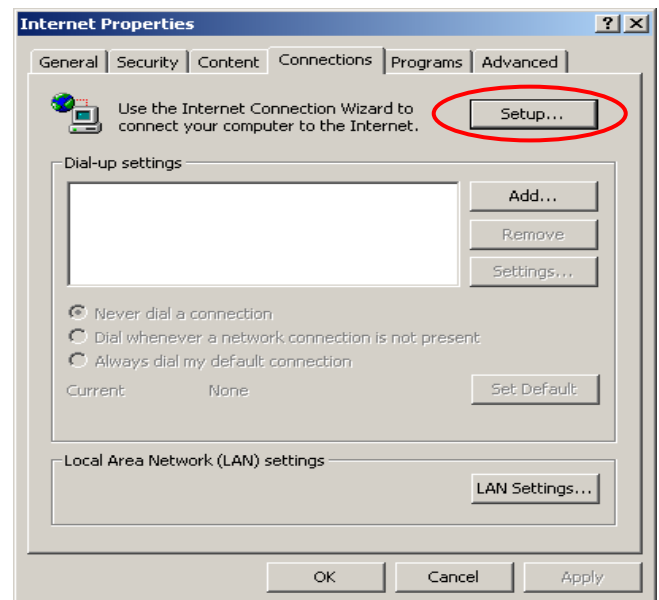 Internet Properties
General Security Content Connections Programs Advanced
Use the Internet Connection Wizard to
connect your computer to the Internet.
Setup...
Dial-up settings
Add...
Remove
Settings...
Never dial a connection
Dial whenever a network connection is not present
Always dial my default connection
Current None
Set Default
Local Area Network (LAN) settings
LAN Settings...
OK Cancel Apply